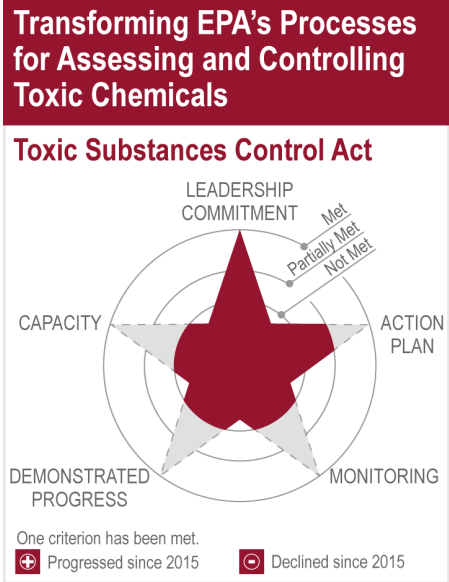 Transforming EPA's Processes
for Assessing and Controlling
Toxic Chemicals
Toxic Substances Control Act
LEADERSHIP
COMMITMENT
Met
Partially Met
Not Met
CAPACITY
ACTION
PLAN
DEMONSTRATED
PROGRESS
MONITORING
One criterion has been met.
+ Progressed since 2015
- Declined since 2015